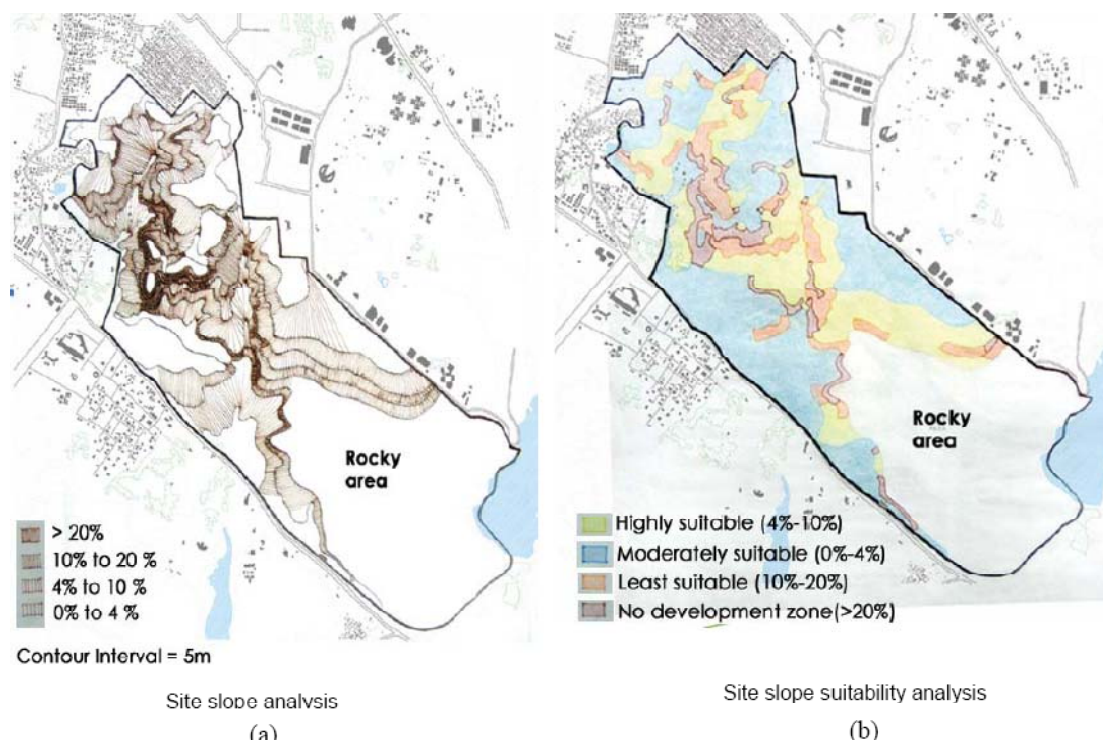 Rocky
area
> 20%
10% to 20 %
4% to 10 %
0% to 4 %
Contour Interval = 5m
Site slope analysis
(a)
Rocky
area
Highly suitable (4%-10%)
Moderately suitable (0%-4%)
Least suitable (10%-20%)
No development zone(>20%)
Site slope suitability analysis
(b)